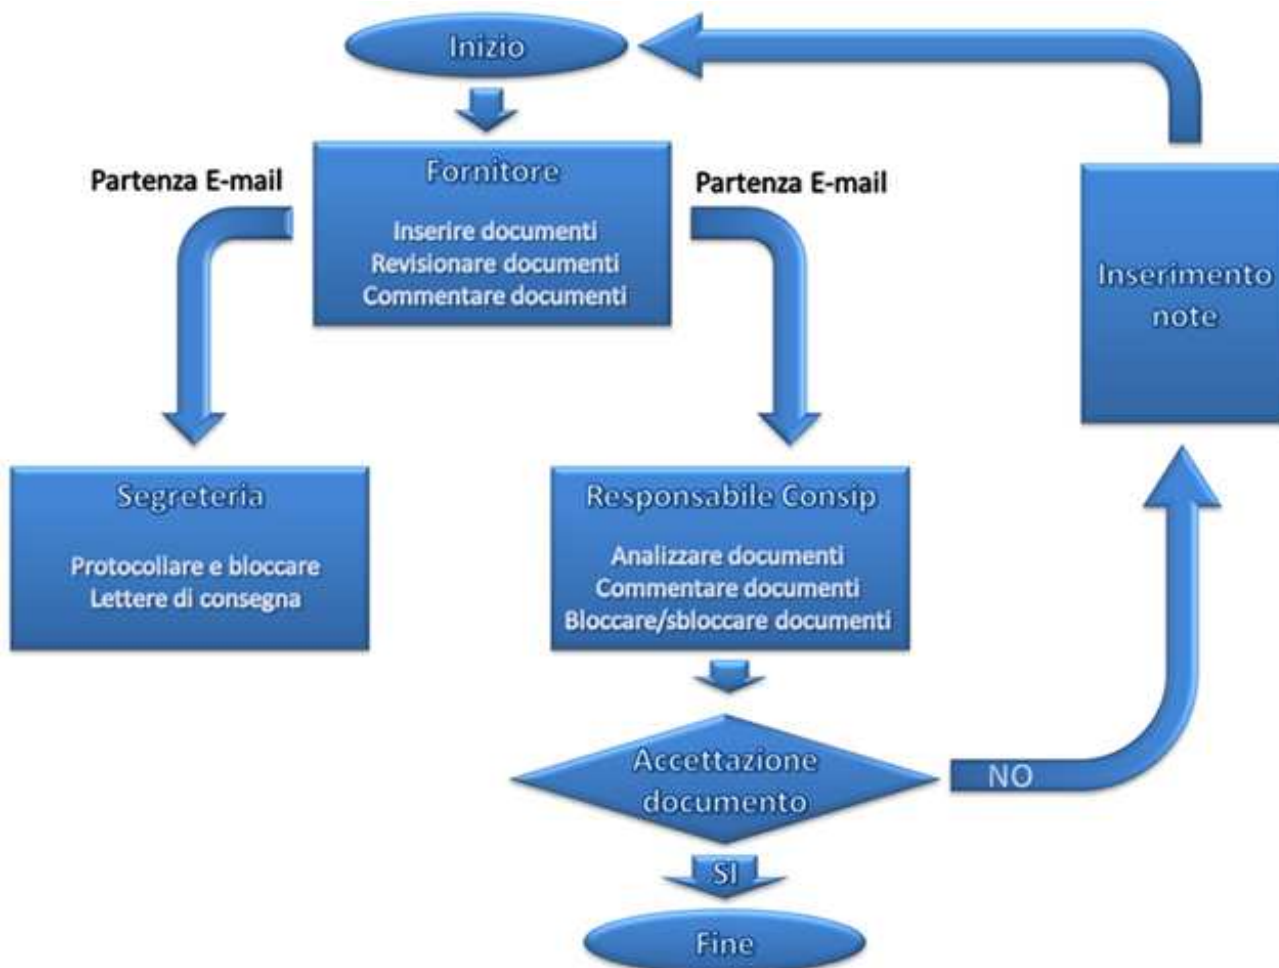 Inizio
Partenza E-mail
Fornitore
Partenza E-mail
Inserire documenti
Revisionare documenti
Commentare documenti
Inserimento
note
Segreteria
Protocollare e bloccare
Lettere di consegna
Responsabile Consip
Analizzare documenti
Commentare documenti
Bloccare/sbloccare documenti
Accettazione
documento
NO
SI
Fine